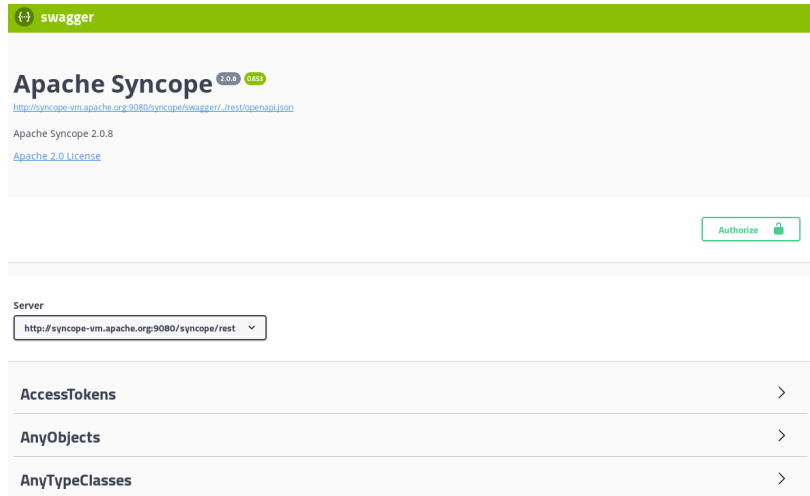 swagger
Apache Syncope 2.0.8 OAS3
http://syncope-vm.apache.org:9080/syncope/swagger/../rest/openapi.json
Apache Syncope 2.0.8
Apache 2.0 License
Authorize
Server
http://syncope-vm.apache.org:9080/syncope/rest
AccessTokens
AnyObjects
AnyTypeClasses